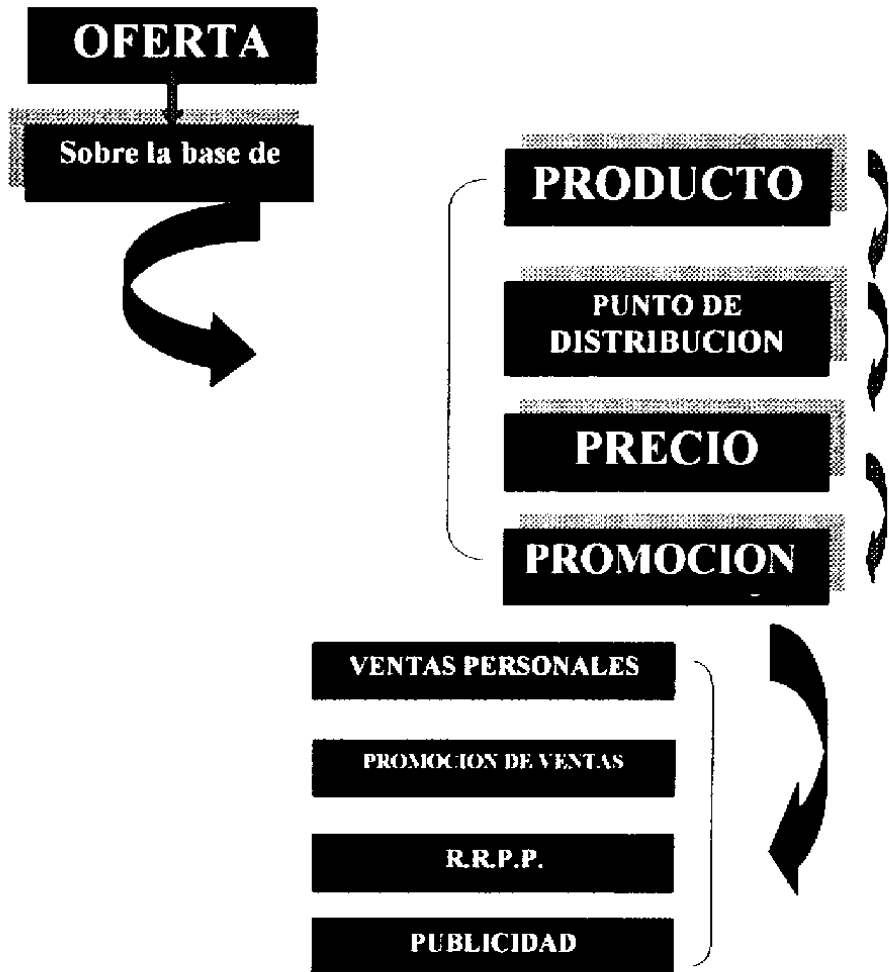 OFERTA
Sobre la base de
PRODUCTO
PUNTO DE
DISTRIBUCION
PRECIO
PROMOCION
VENTAS PERSONALES
PROMOCION DE VENTAS
R.R.P.P.
PUBLICIDAD